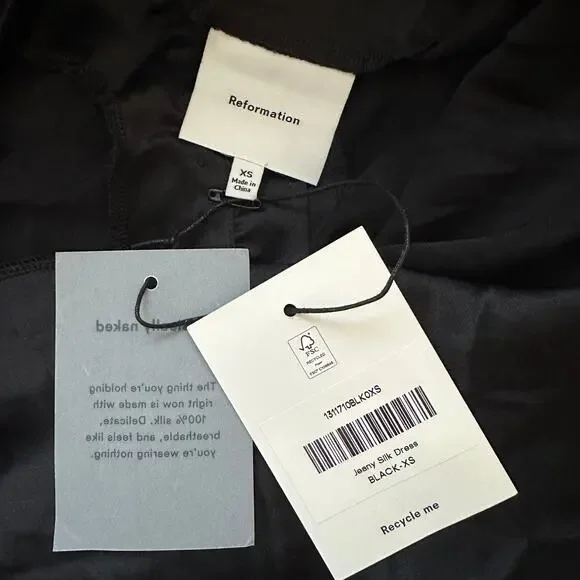 Reformation
XS
Made in
China
naked
The thing you're holding
right now is made with
100% silk. Delicate,
breathable, and feels like
you're wearing nothing.
FSC
RECYCLED
Paper
1311710BLK0XS
Jeany Silk Dress
BLACK-XS
Recycle me